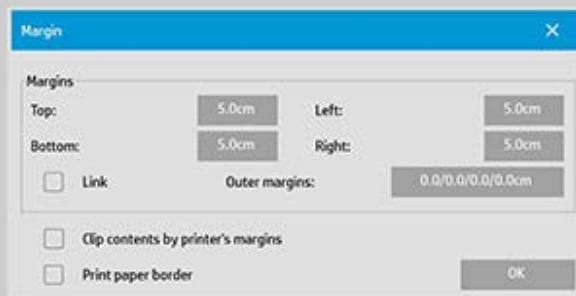 Margin
Margins
Top: 5.0cm Left: 5.0cm
Bottom: 5.0cm Right: 5.0cm
Link Outer margins: 0.0/0.0/0.0/0.0cm
Clip contents by printer's margins
Print paper border OK